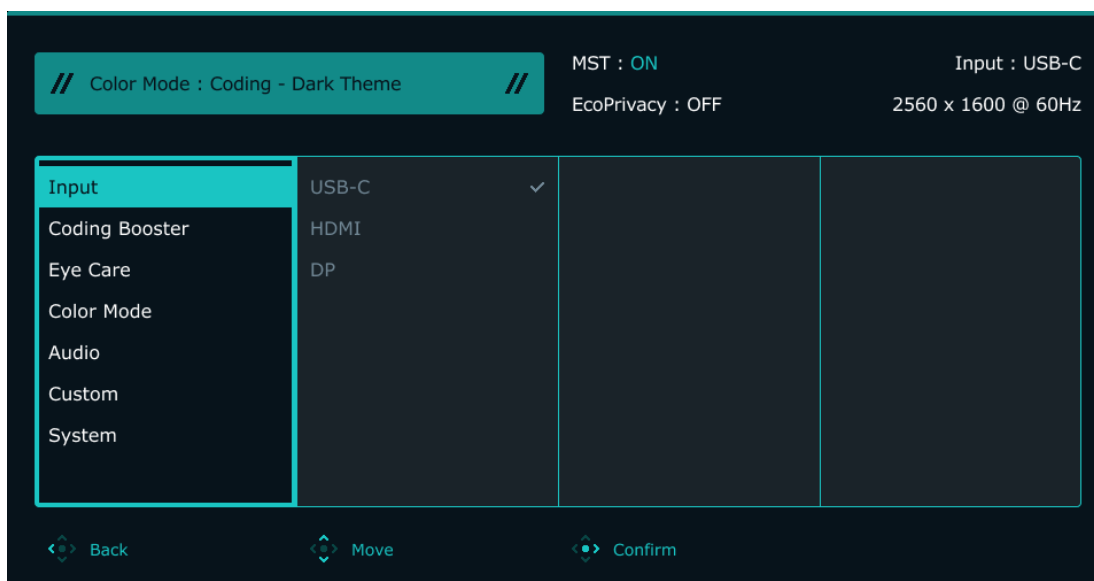 // Color Mode : Coding - Dark Theme //
MST : ON
Input : USB-C
EcoPrivacy : OFF
2560 x 1600 @ 60Hz
Input
USB-C
Coding Booster
HDMI
Eye Care
DP
Color Mode
Audio
Custom
System
Back
Move
Confirm